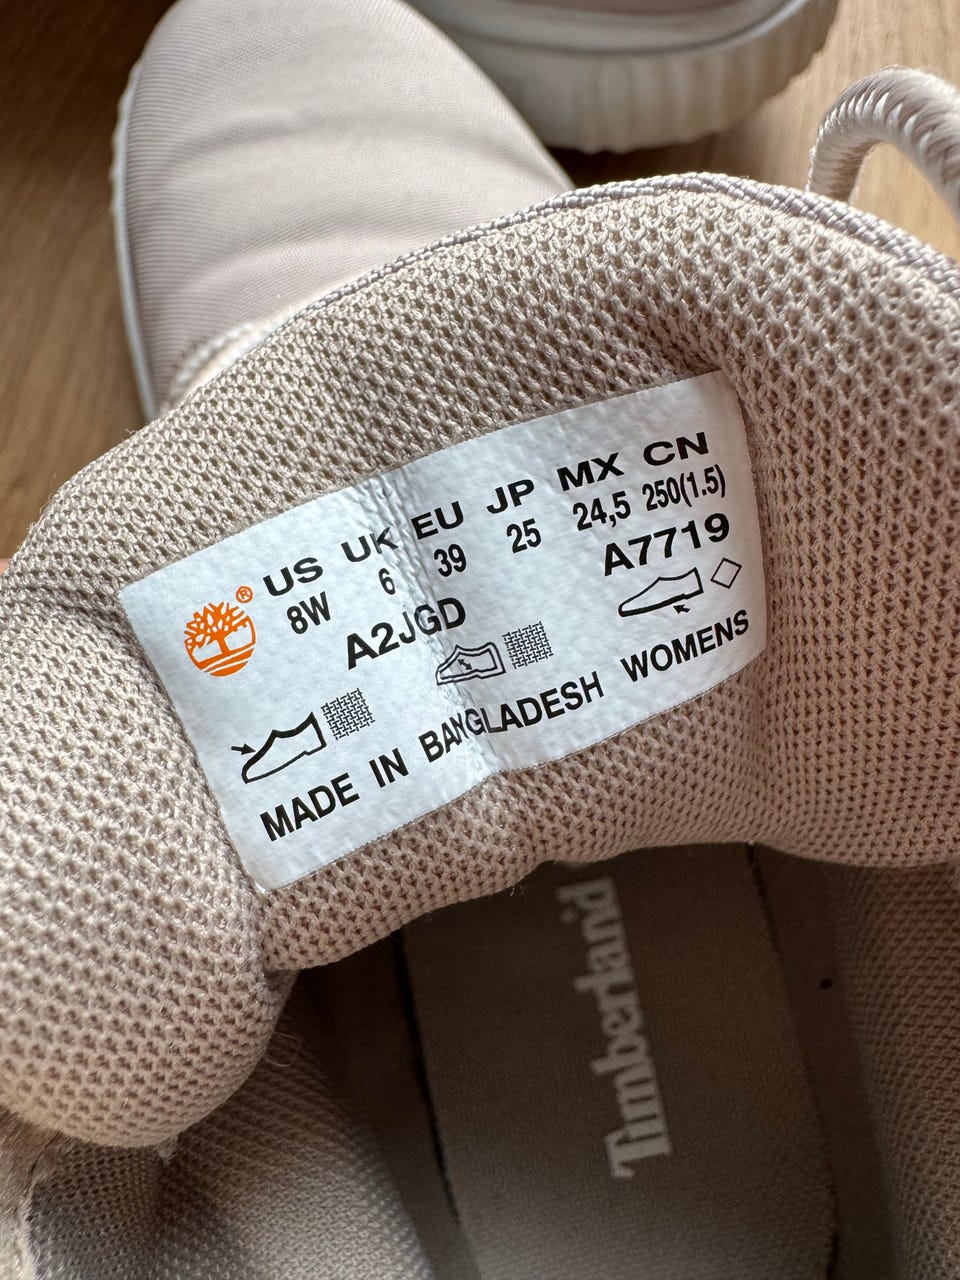 US UK EU JP MX CN
8W 6 39 25 24,5 250(1.5)
®
A2JGD A7719
MADE IN BANGLADESH WOMENS
Timberland